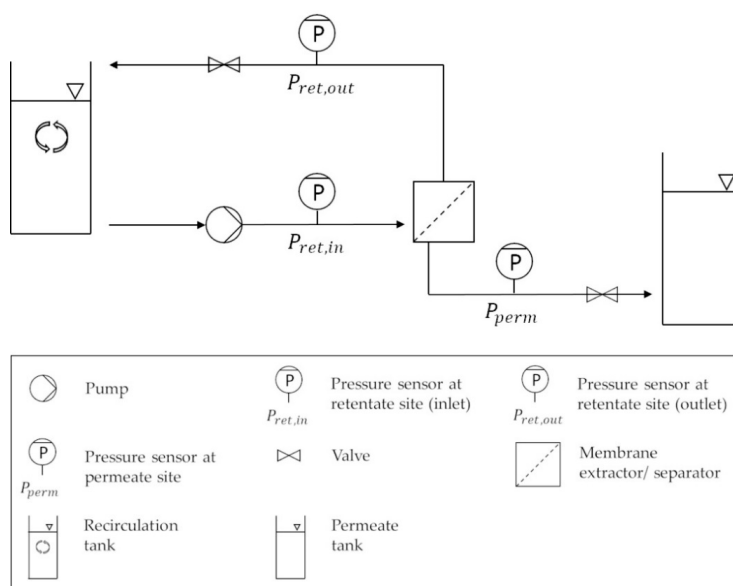 P
P_ret,out
P
P_ret,in
P
P_perm
P
P_ret,in
P
P_ret,out
Pump
Pressure sensor at
retentate site (inlet)
Pressure sensor at
retentate site (outlet)
P
P_perm
Pressure sensor at
permeate site
Valve
Membrane
extractor/ separator
Recirculation
tank
Permeate
tank